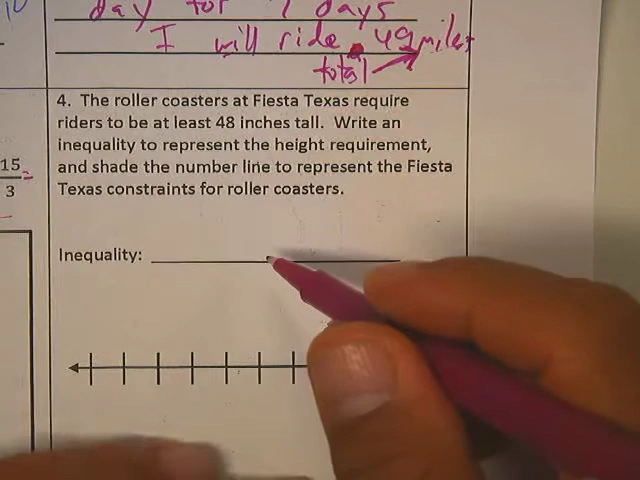 day for 7 days
I will ride 49 miles
total
4. The roller coasters at Fiesta Texas require
riders to be at least 48 inches tall. Write an
inequality to represent the height requirement,
and shade the number line to represent the Fiesta
Texas constraints for roller coasters.
15
3
=
Inequality: